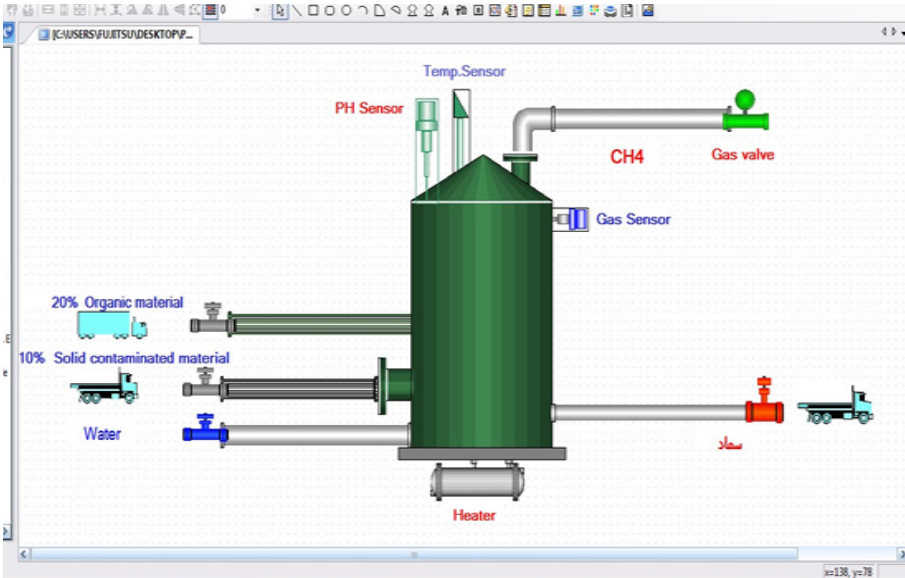 0
[C:\USERS\FUJITSU\DESKTOP\P...
Temp.Sensor
PH Sensor
CH4
Gas valve
Gas Sensor
20% Organic material
10% Solid contaminated material
Water
سماد
Heater
x=138, y=78